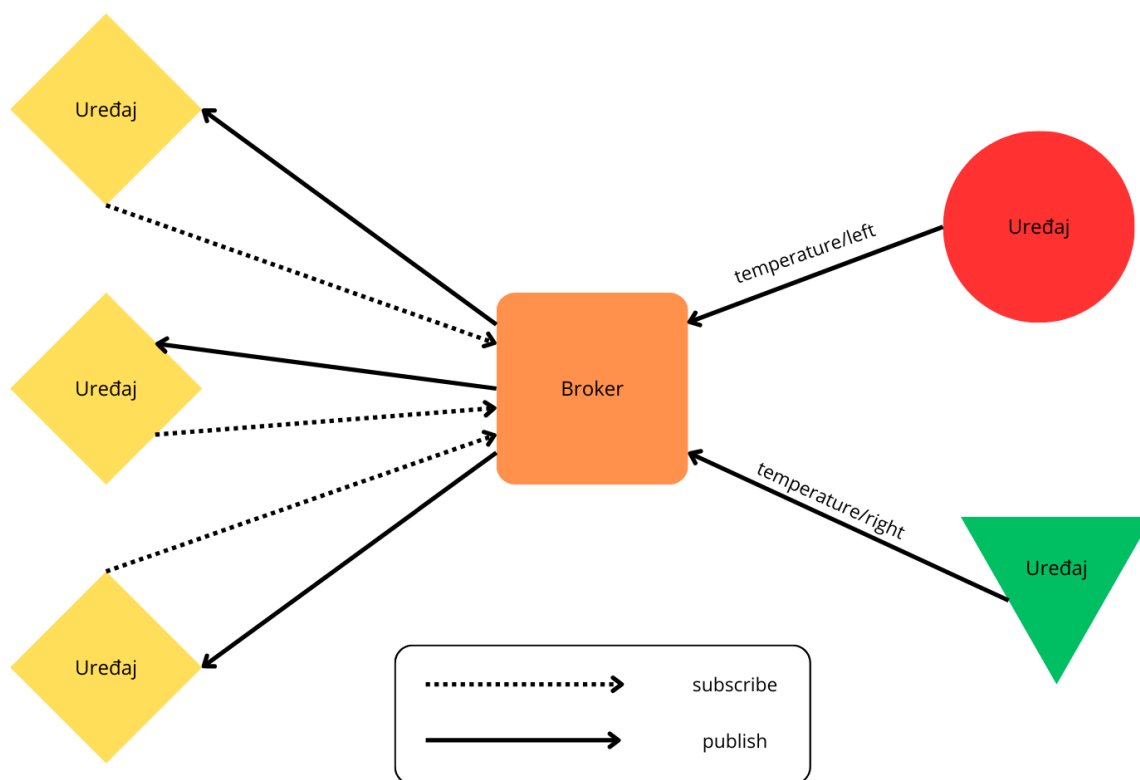 Uređaj
Uređaj
temperature/left
Uređaj
Broker
temperature/right
Uređaj
Uređaj
subscribe
publish